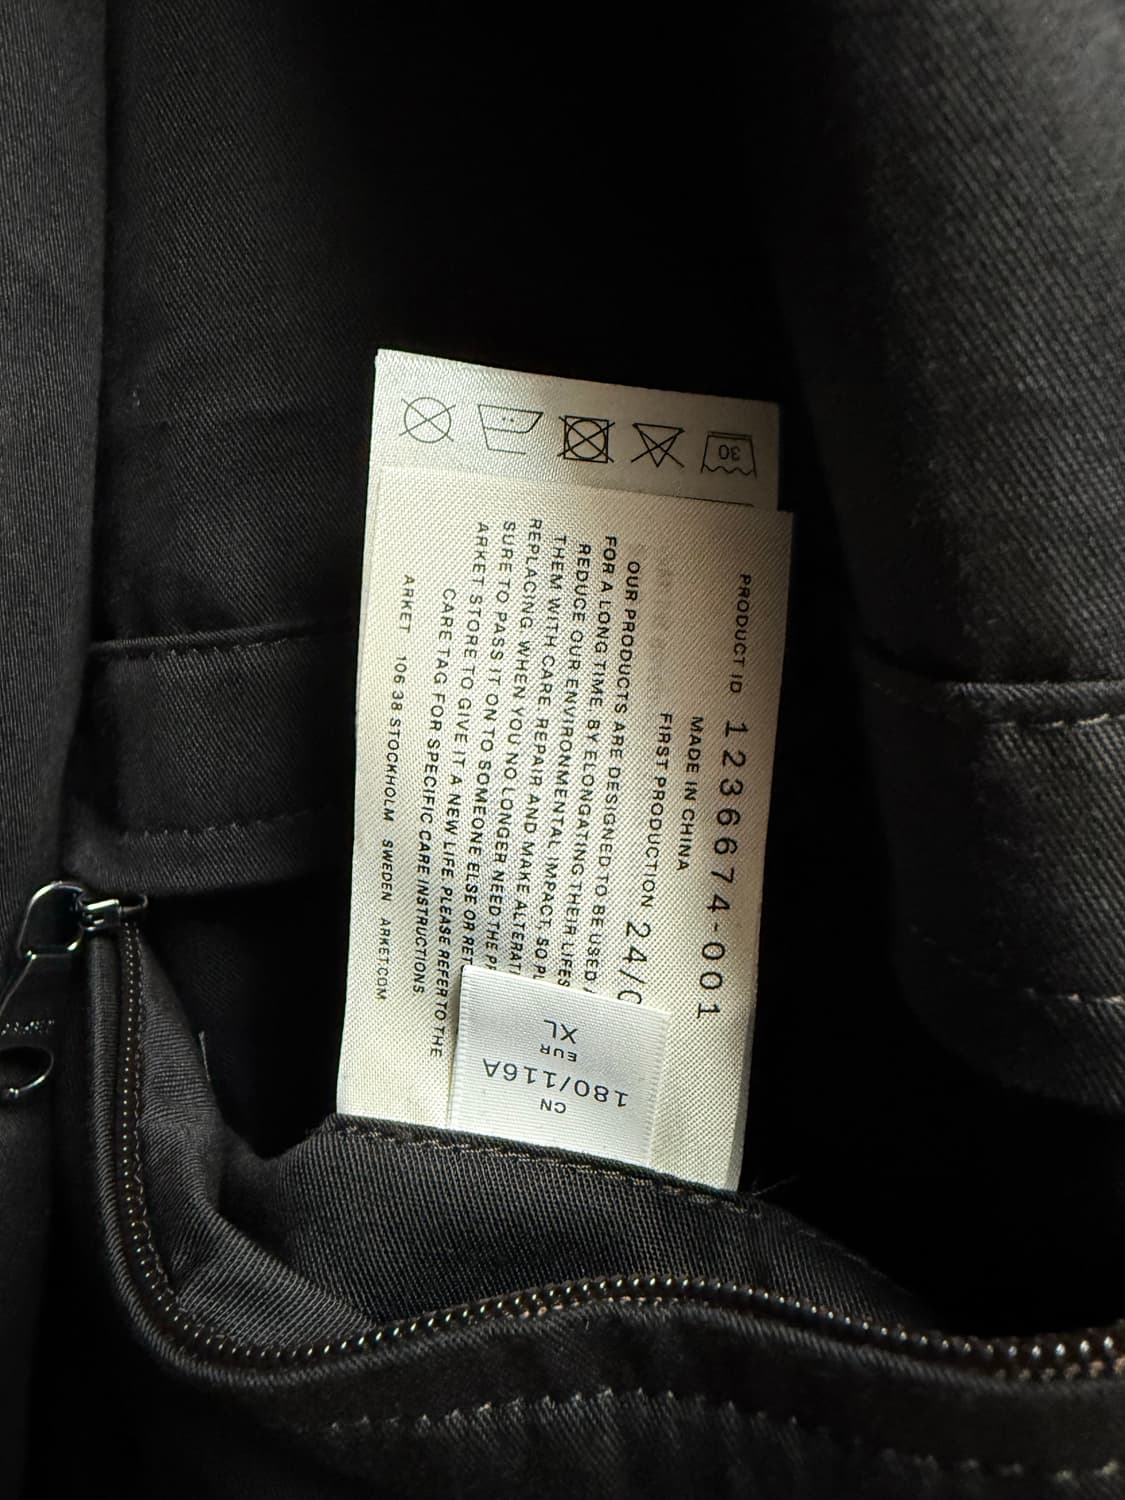 30
PRODUCT ID 1236674-001
MADE IN CHINA
FIRST PRODUCTION 24/0
OUR PRODUCTS ARE DESIGNED TO BE USED
FOR A LONG TIME. BY ELONGATING THEIR LIFES
REDUCE OUR ENVIRONMENTAL IMPACT, SO PL
THEM WITH CARE, REPAIR AND MAKE ALTERATI
REPLACING. WHEN YOU NO LONGER NEED THE PR
SURE TO PASS IT ON TO SOMEONE ELSE OR RET
ARKET STORE TO GIVE IT A NEW LIFE. PLEASE REFER TO THE
CARE TAG FOR SPECIFIC CARE INSTRUCTIONS.
ARKET 106 38 STOCKHOLM SWEDEN ARKET.COM
CN
180/116A
EUR
XL